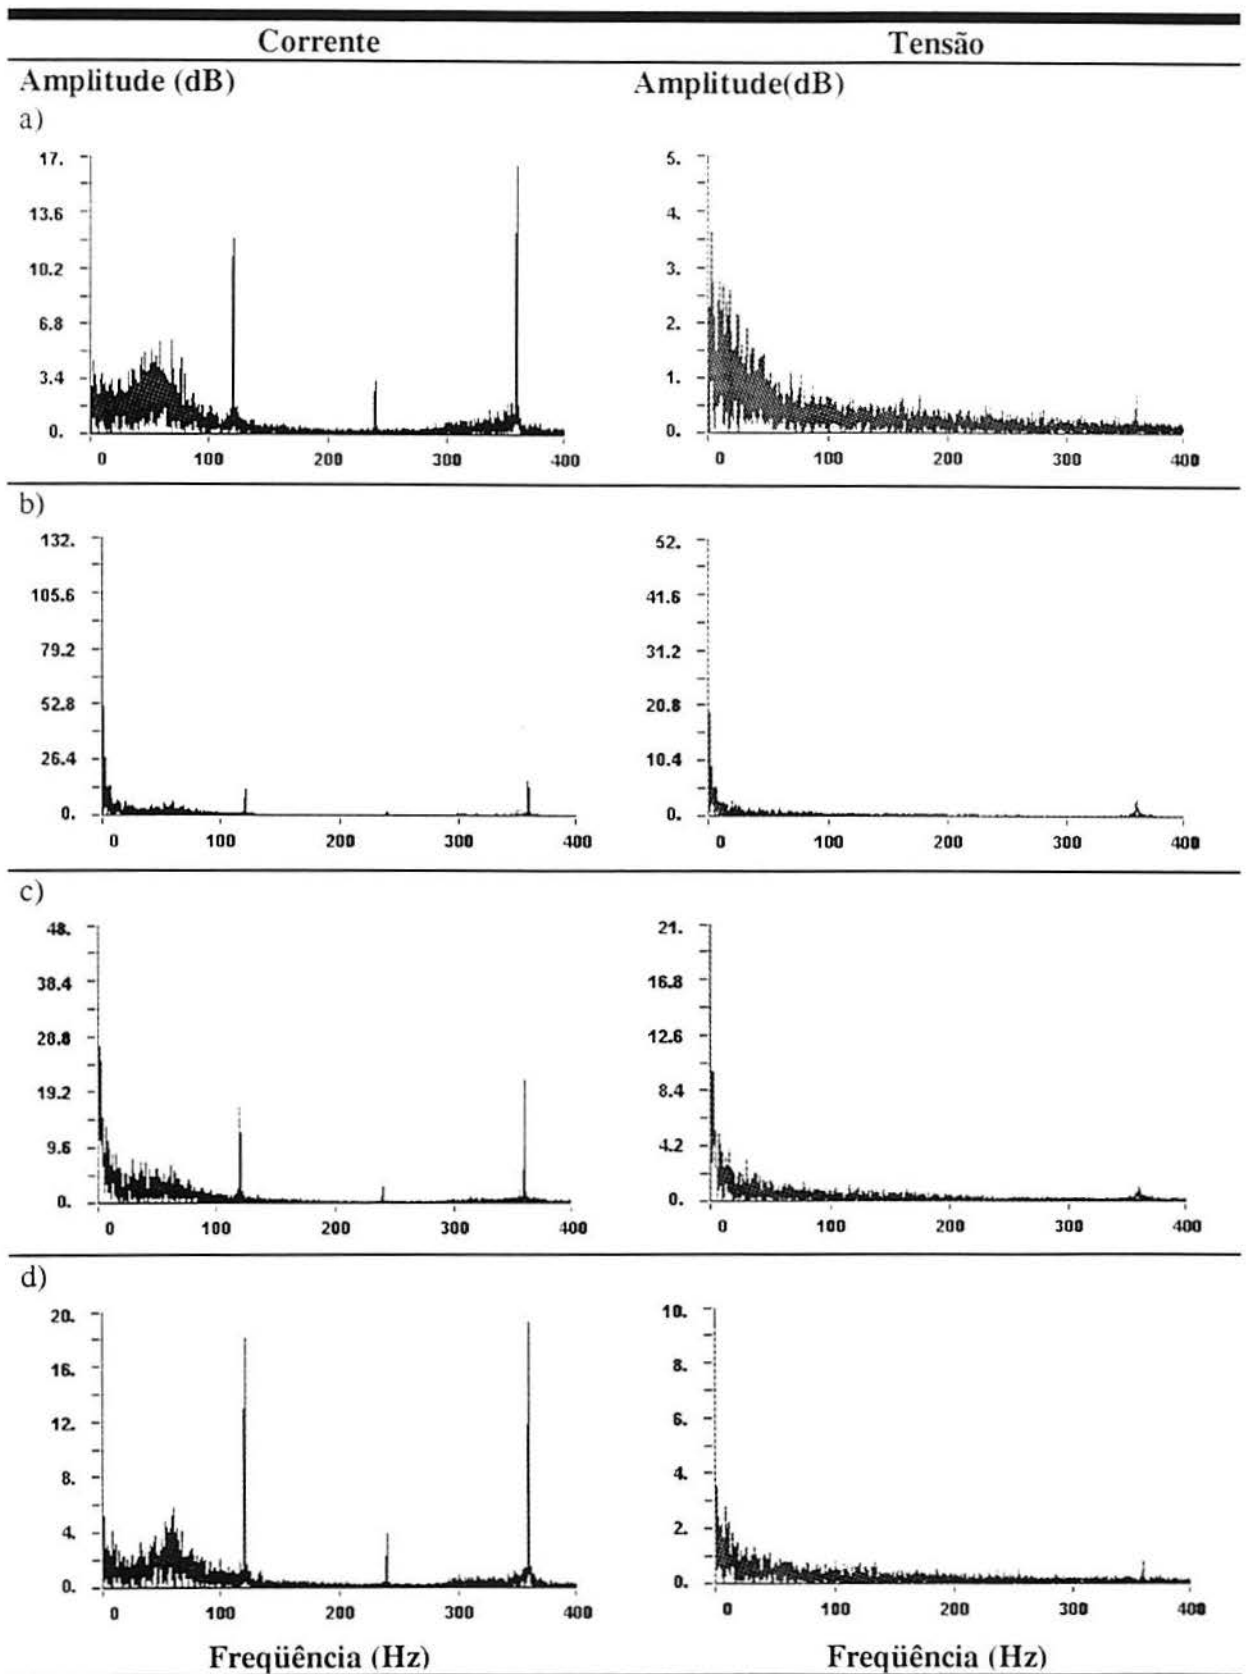 Corrente Tensão
Amplitude (dB) Amplitude(dB)
a)
17. 5.
13.6 4.
10.2 3.
6.8 2.
3.4 1.
0. 0.
0 100 200 300 400 0 100 200 300 400
b)
132. 52.
105.6 41.6
79.2 31.2
52.8 20.8
26.4 10.4
0. 0.
0 100 200 300 400 0 100 200 300 400
c)
48. 21.
38.4 16.8
28.8 12.6
19.2 8.4
9.6 4.2
0. 0.
0 100 200 300 400 0 100 200 300 400
d)
20. 10.
16. 8.
12. 6.
8. 4.
4. 2.
0. 0.
0 100 200 300 400 0 100 200 300 400
Freqüência (Hz) Freqüência (Hz)